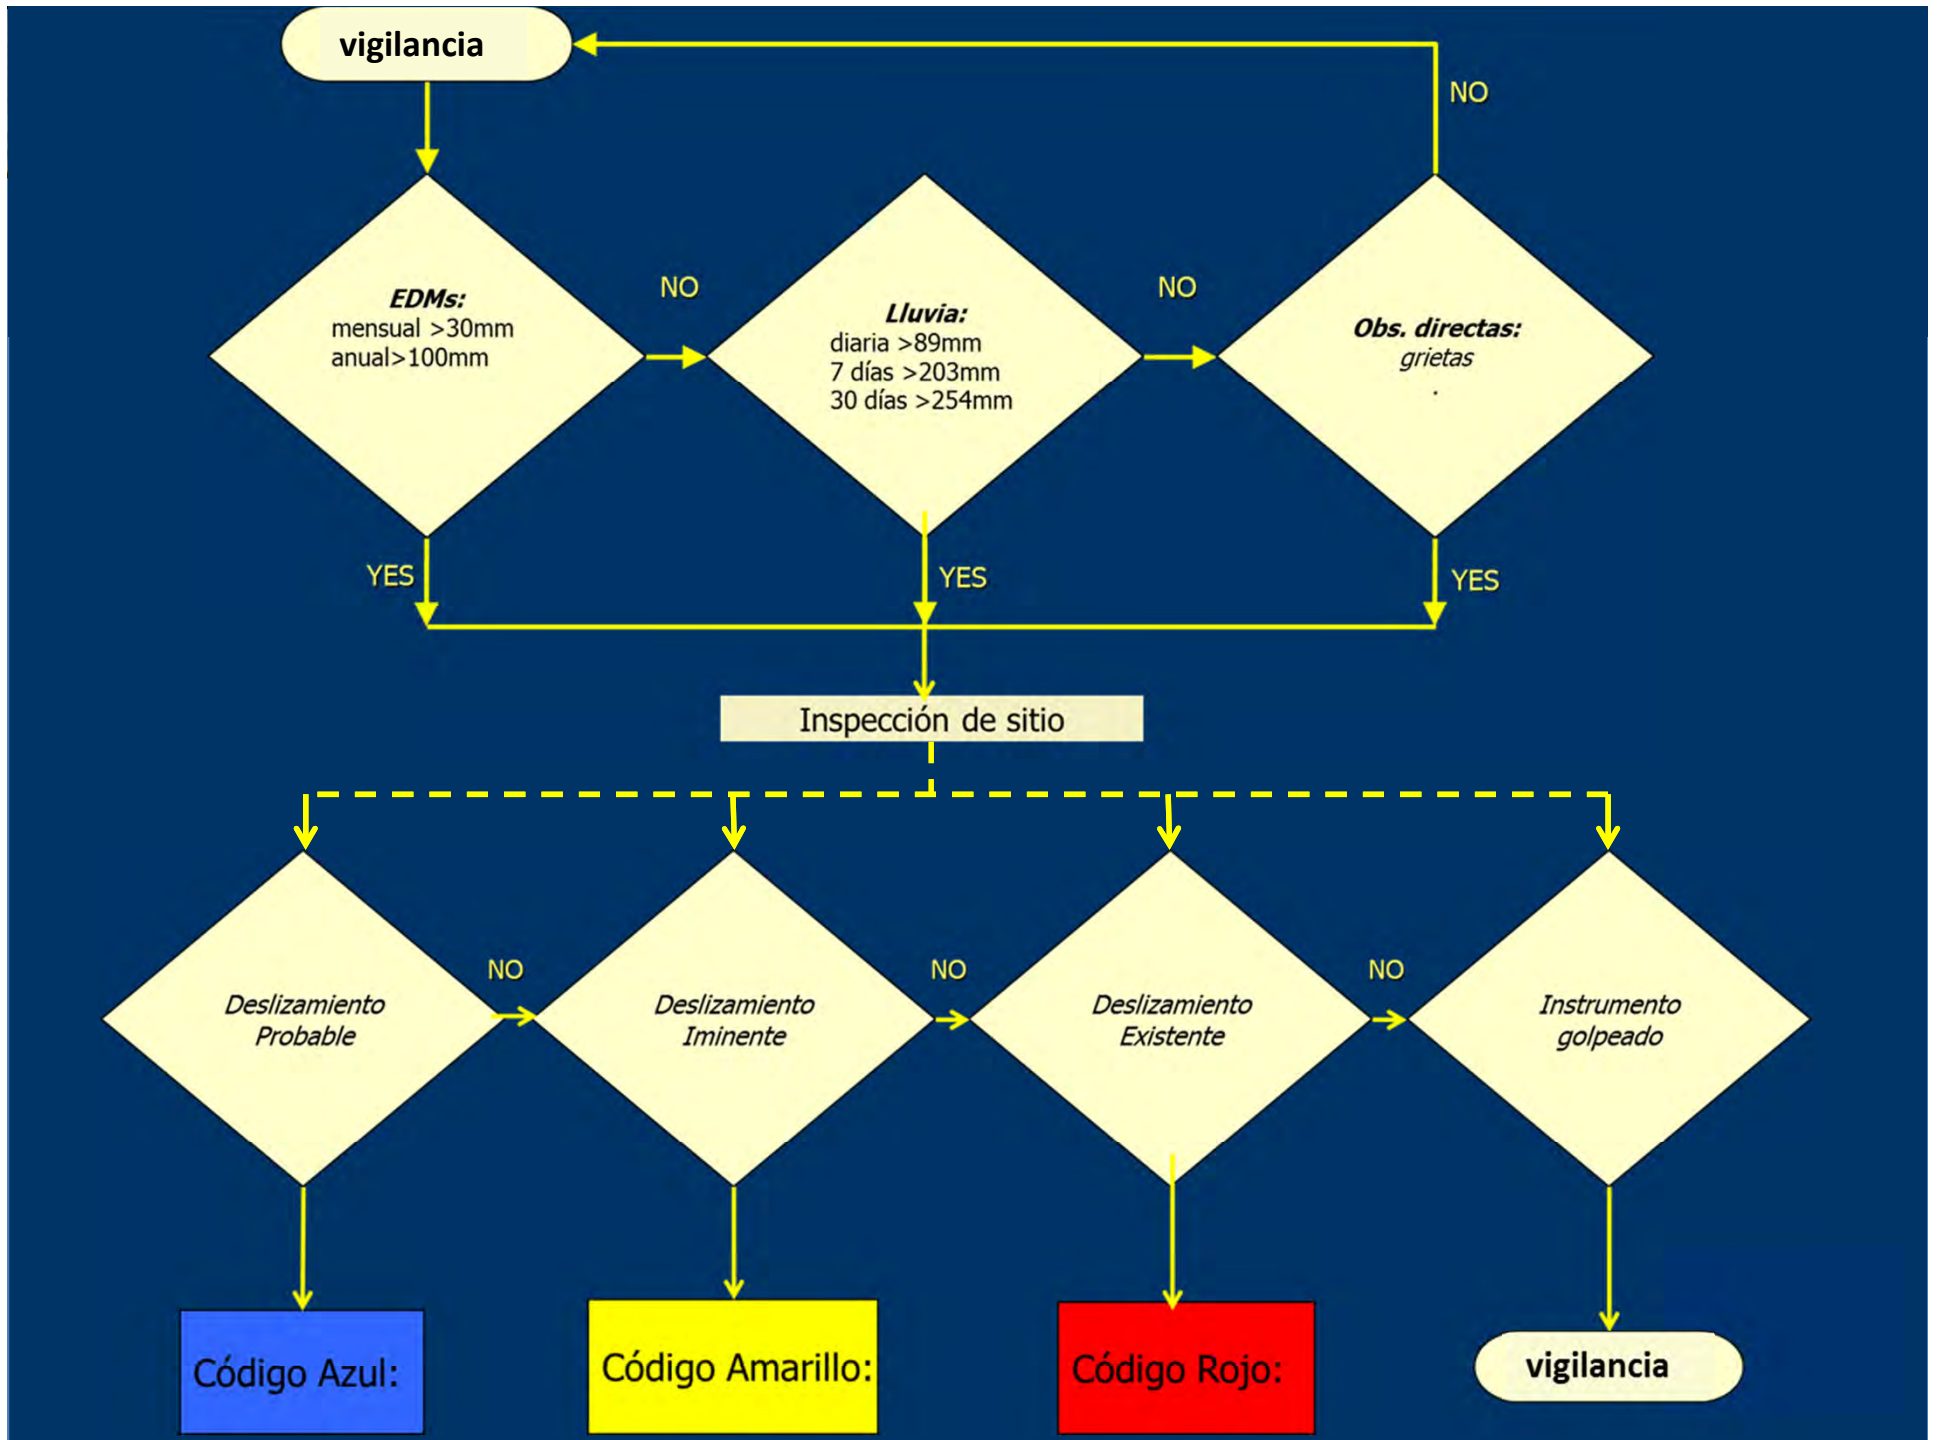 vigilancia
NO
EDMs:
mensual >30mm
anual>100mm
NO
Lluvia:
diaria >89mm
7 días >203mm
30 días >254mm
NO
Obs. directas:
grietas
.
YES
YES
YES
Inspección de sitio
NO
NO
NO
Deslizamiento
Probable
Deslizamiento
Iminente
Deslizamiento
Existente
Instrumento
golpeado
Código Azul:
Código Amarillo:
Código Rojo:
vigilancia